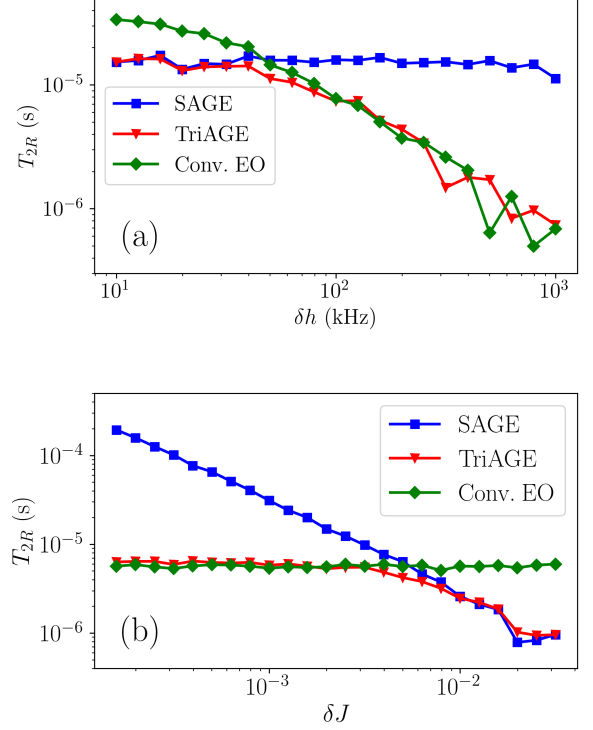 10⁻⁵
10⁻⁶
T₂R (s)
SAGE
TriAGE
Conv. EO
(a)
10¹
10²
10³
δh (kHz)
10⁻⁴
10⁻⁵
10⁻⁶
T₂R (s)
SAGE
TriAGE
Conv. EO
(b)
10⁻³
10⁻²
δJ